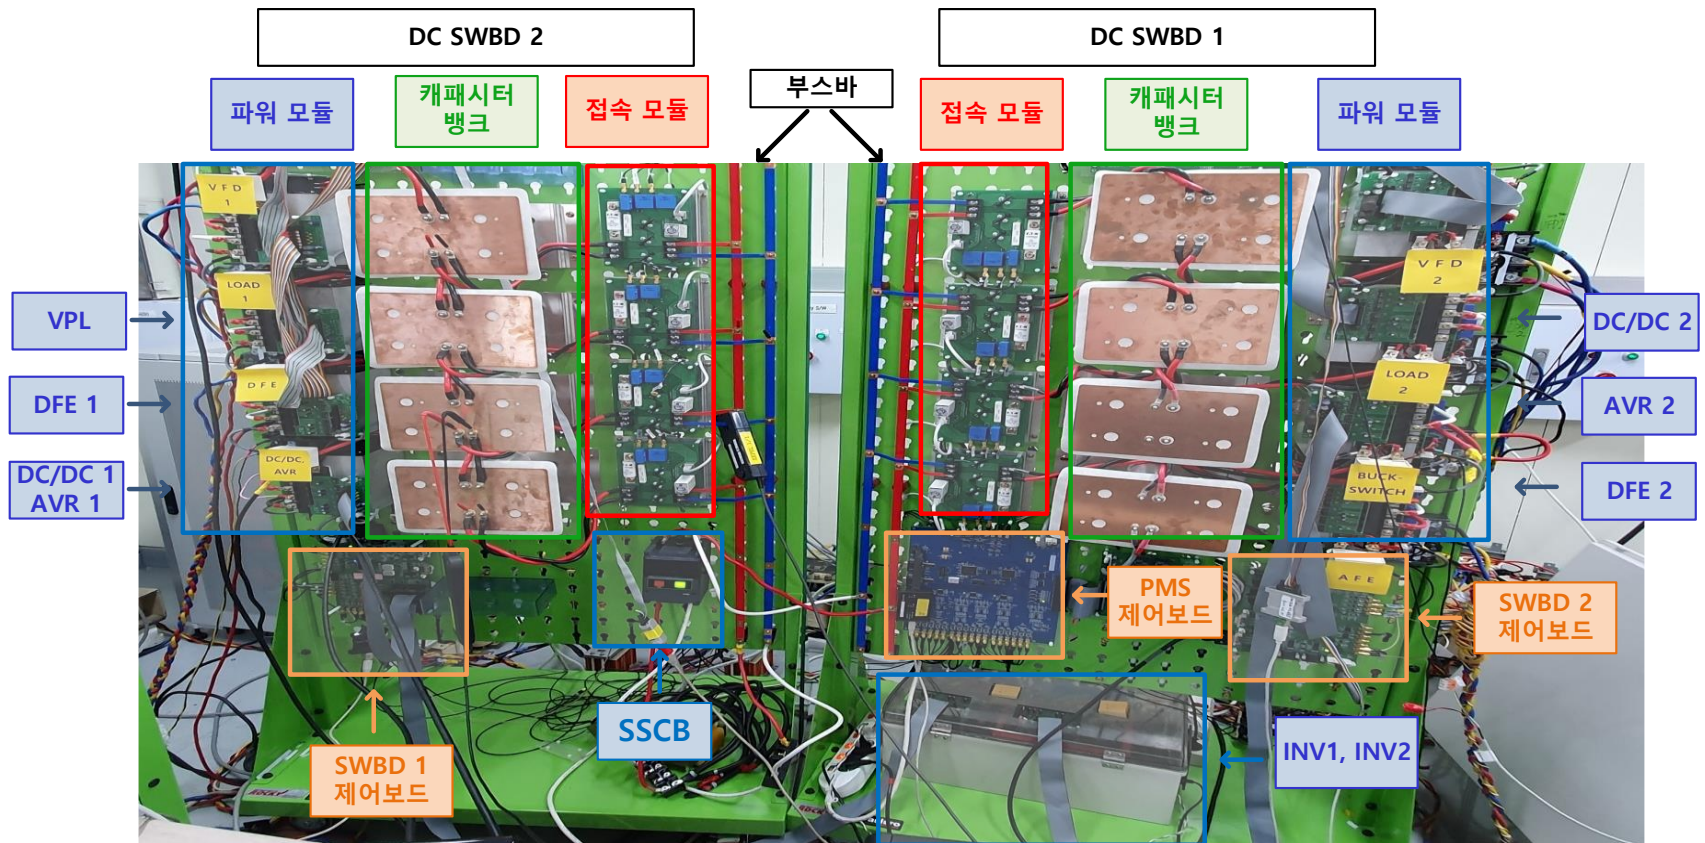 DC SWBD 2
DC SWBD 1
파워 모듈
캐패시터
뱅크
접속 모듈
부스바
접속 모듈
캐패시터
뱅크
파워 모듈
VFD
1
LOAD
1
DFE
DC/DC,
AVR
VFD
2
LOAD
2
BUCK-
SWITCH
AFE
VPL
DFE 1
DC/DC 1
AVR 1
DC/DC 2
AVR 2
DFE 2
PMS
제어보드
SWBD 2
제어보드
SSCB
SWBD 1
제어보드
INV1, INV2